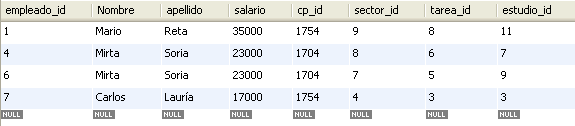 empleado_id Nombre apellido salario cp_id sector_id tarea_id estudio_id
1 Mario Reta 35000 1754 9 8 11
4 Mirta Soria 23000 1704 8 6 7
6 Mirta Soria 23000 1704 7 5 9
7 Carlos Lauría 17000 1754 4 3 3
NULL NULL NULL NULL NULL NULL NULL NULL